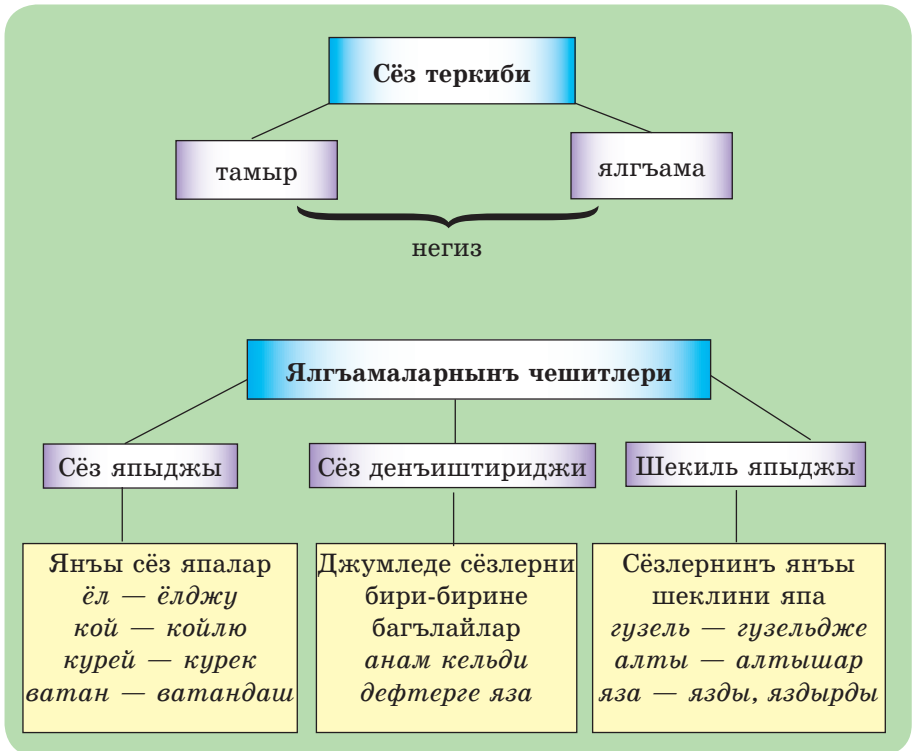 Сёз теркиби
тамыр
ялгъама
негиз
Ялгъамаларнынъ чешитлери
Сёз япыджы
Сёз денъиштириджи
Шекиль япыджы
Янъы сёз япалар
ёл — ёлджу
кой — койлю
курей — курек
ватан — ватандаш
Джумледе сёзлерни
бири-бирине
багълайлар
анам кельди
дефтерге яза
Сёзлернинъ янъы
шеклини япа
гузель — гузельдже
алты — алтышар
яза — язды, яздырды